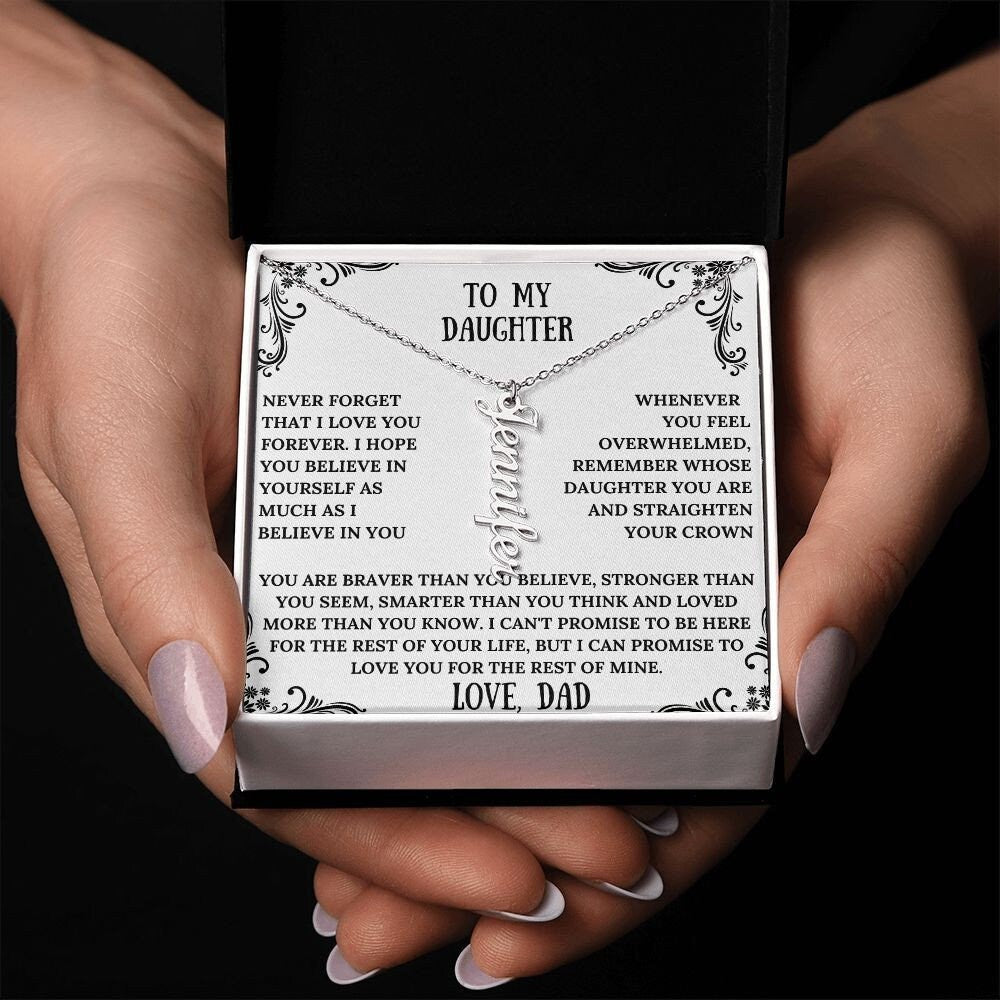 TO MY
DAUGHTER
NEVER FORGET
THAT I LOVE YOU
FOREVER. I HOPE
YOU BELIEVE IN
YOURSELF AS
MUCH AS I
BELIEVE IN YOU
Jennifer
WHENEVER
YOU FEEL
OVERWHELMED,
REMEMBER WHOSE
DAUGHTER YOU ARE
AND STRAIGHTEN
YOUR CROWN
YOU ARE BRAVER THAN YOU BELIEVE, STRONGER THAN
YOU SEEM, SMARTER THAN YOU THINK AND LOVED
MORE THAN YOU KNOW. I CAN'T PROMISE TO BE HERE
FOR THE REST OF YOUR LIFE, BUT I CAN PROMISE TO
LOVE YOU FOR THE REST OF MINE.
LOVE, DAD